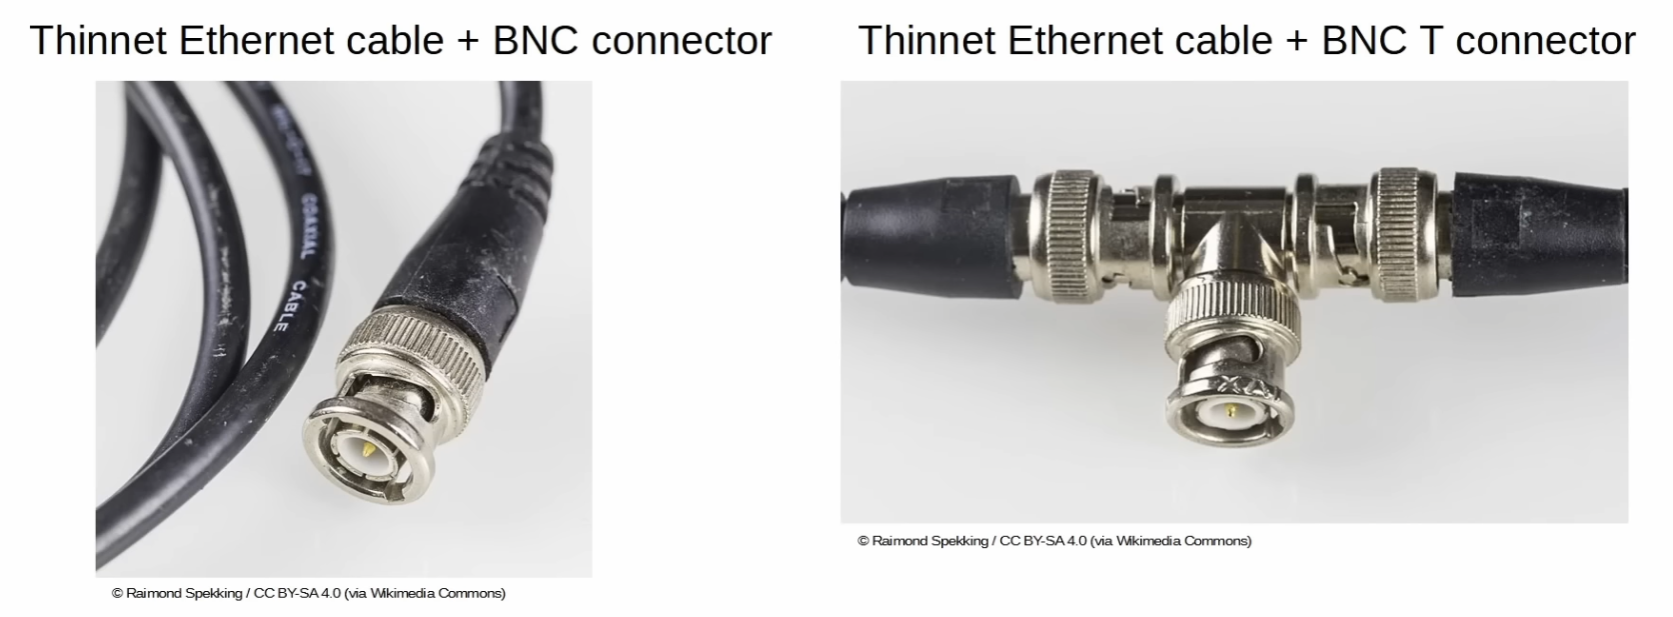 Thinnet Ethernet cable + BNC connector
COAXIAL CABLE
© Raimond Spekking / CC BY-SA 4.0 (via Wikimedia Commons)
Thinnet Ethernet cable + BNC T connector
© Raimond Spekking / CC BY-SA 4.0 (via Wikimedia Commons)